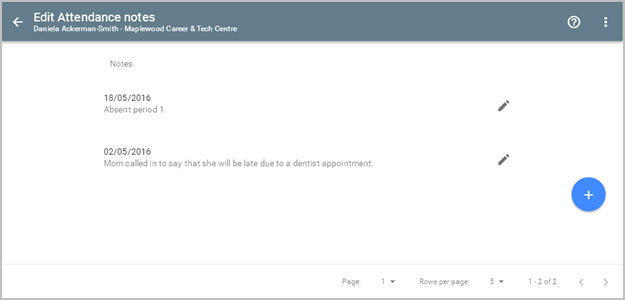 Edit Attendance notes
Daniela Ackerman-Smith - Maplewood Career & Tech Centre
Notes
18/05/2016
Absent period 1
02/05/2016
Mom called in to say that she will be late due to a dentist appointment.
Page: 1 Rows per page: 5 1 - 2 of 2